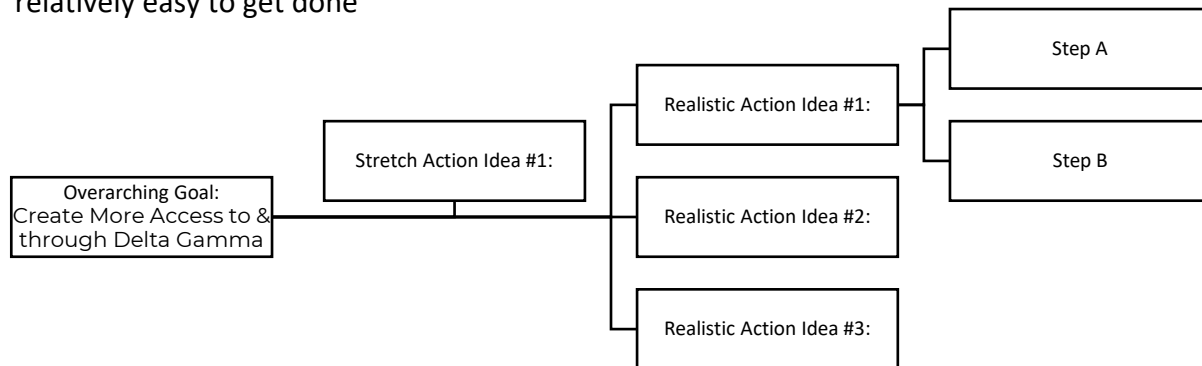 relatively easy to get done
Step A
Realistic Action Idea #1:
Stretch Action Idea #1:
Step B
Overarching Goal:
Create More Access to &
through Delta Gamma
Realistic Action Idea #2:
Realistic Action Idea #3: